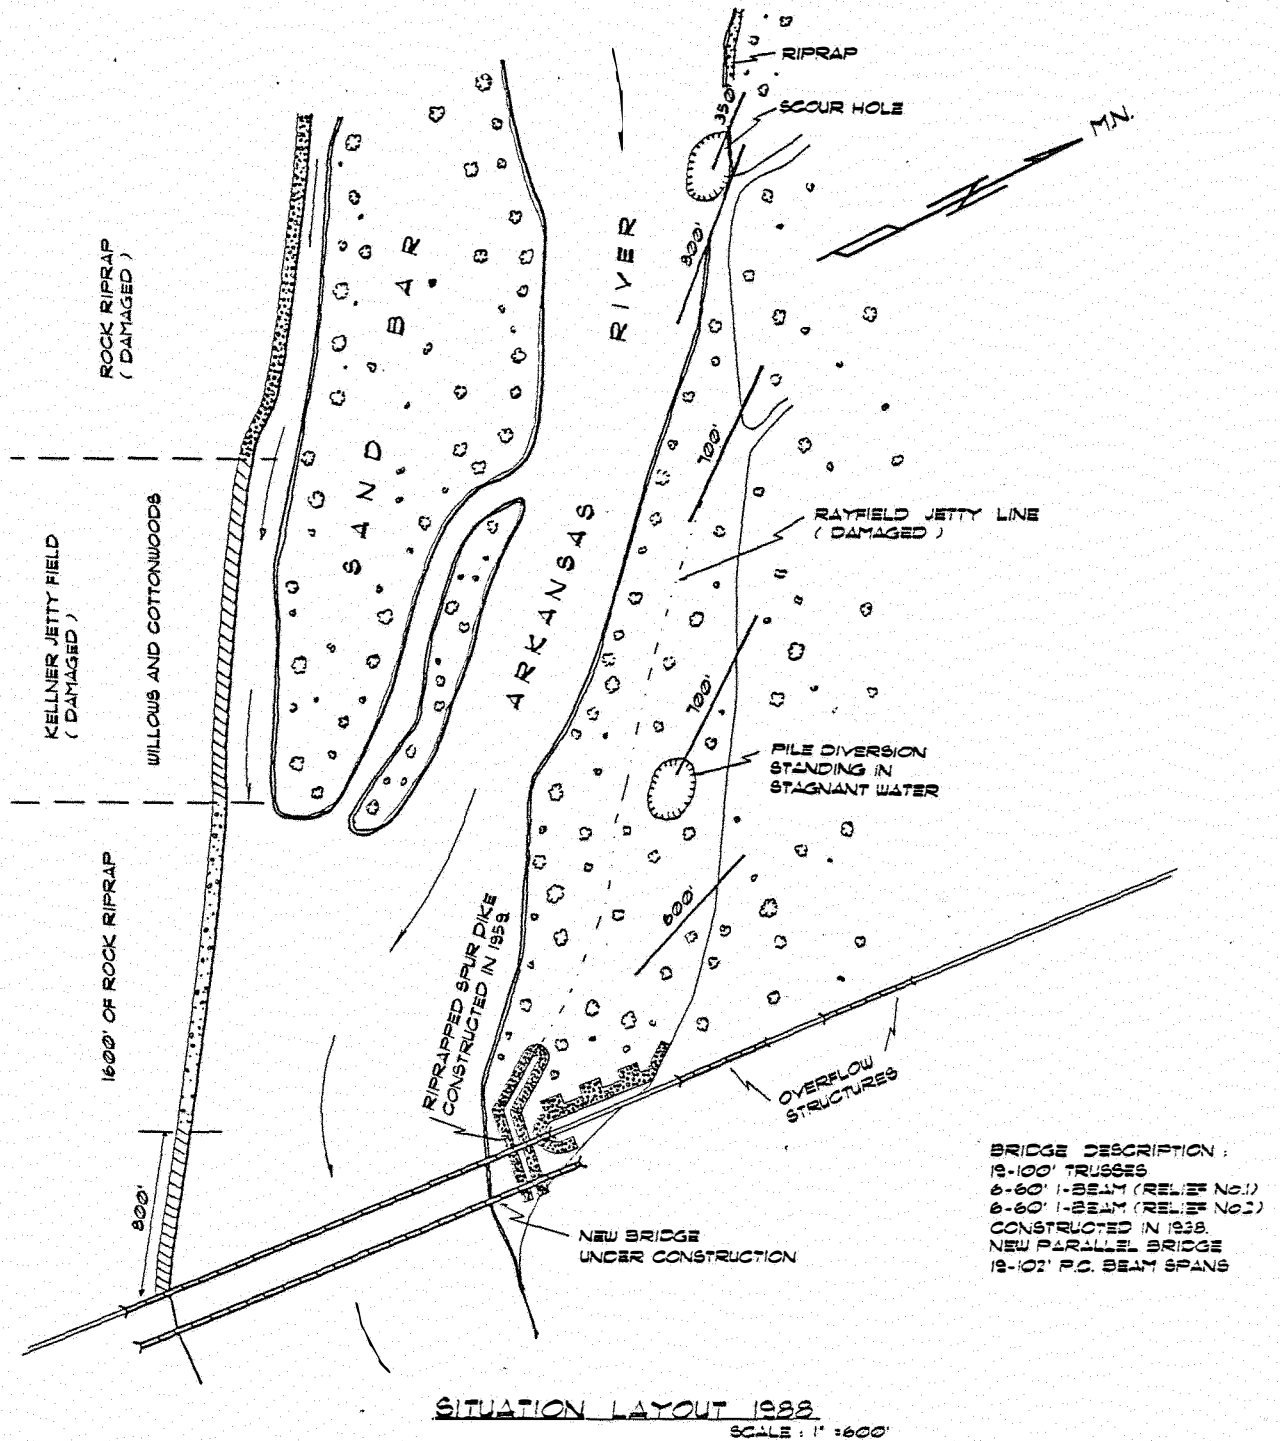 RIPRAP
350'
SCOUR HOLE
M.N.
800'
ROCK RIPRAP
( DAMAGED )
SAND BAR
ARKANSAS RIVER
700'
RAYFIELD JETTY LINE
( DAMAGED )
KELLNER JETTY FIELD
( DAMAGED )
WILLOWS AND COTTONWOODS
700'
PILE DIVERSION
STANDING IN
STAGNANT WATER
600'
1600' OF ROCK RIPRAP
RIPRAPPED SPUR DIKE
CONSTRUCTED IN 1959.
OVERFLOW
STRUCTURES
800'
NEW BRIDGE
UNDER CONSTRUCTION
BRIDGE DESCRIPTION :
19-100' TRUSSES
6-60' I-BEAM (RELIEF No.1)
6-60' I-BEAM (RELIEF No.2)
CONSTRUCTED IN 1938.
NEW PARALLEL BRIDGE
19-102' P.C. BEAM SPANS
SITUATION LAYOUT 1988
SCALE : 1" = 600'